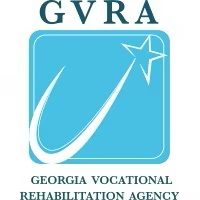 GVRA
GEORGIA VOCATIONAL
REHABILITATION AGENCY